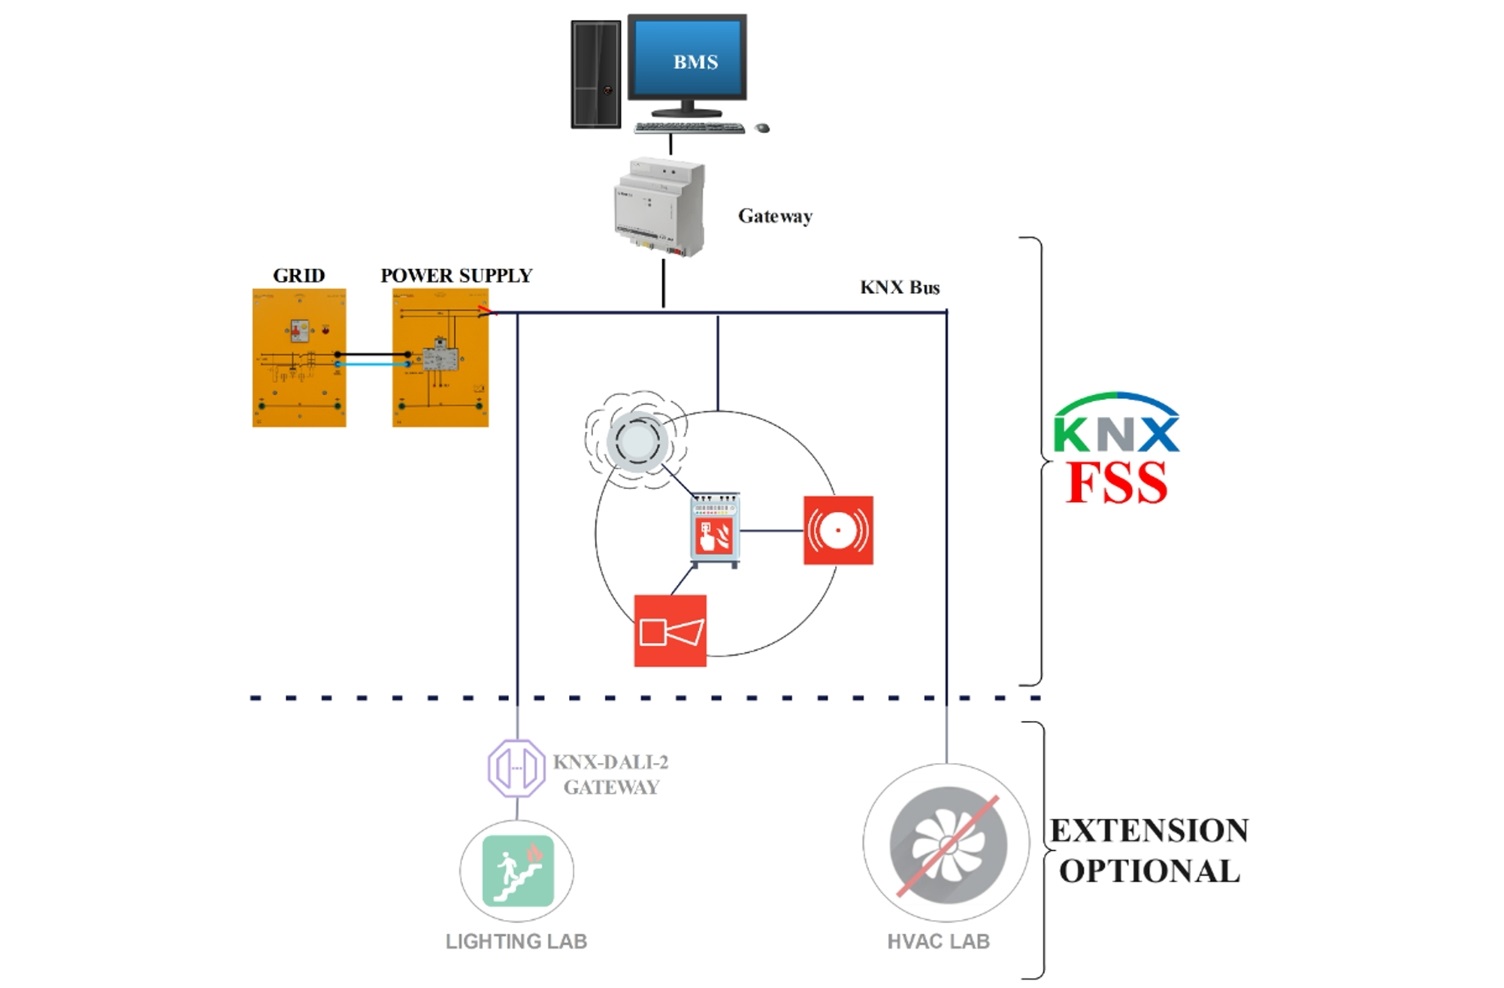 BMS
Gateway
GRID
POWER SUPPLY
KNX Bus
KNX
FSS
KNX-DALI-2
GATEWAY
EXTENSION
OPTIONAL
LIGHTING LAB
HVAC LAB